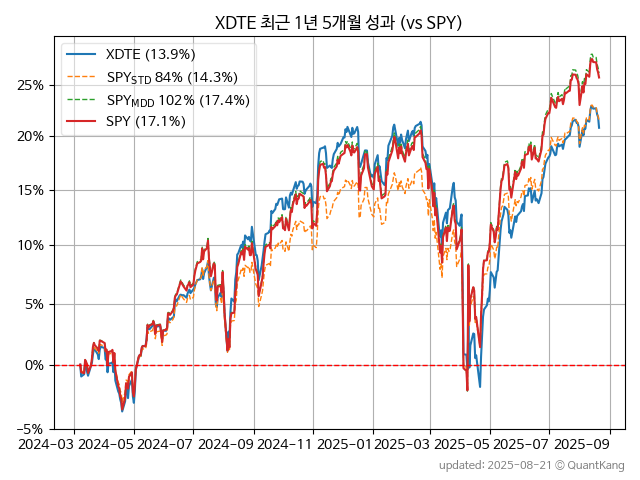 XDTE 최근 1년 5개월 성과 (vs SPY)
XDTE (13.9%)
SPY_STD 84% (14.3%)
SPY_MDD 102% (17.4%)
SPY (17.1%)
25%
20%
15%
10%
5%
0%
−5%
2024-03 2024-05 2024-07 2024-09 2024-11 2025-01 2025-03 2025-05 2025-07 2025-09
updated: 2025-08-21 © QuantKang